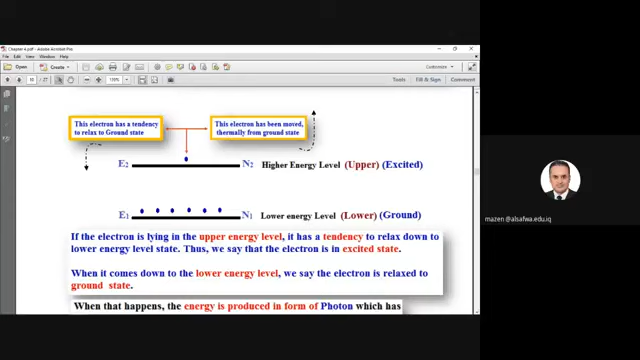 Chapter 4.pdf - Adobe Acrobat Pro
File Edit View Window Help
Open Create Customize
10 / 27 139% Tools Fill & Sign Comment
This electron has a tendency
to relax to Ground state
This electron has been moved,
thermally from ground state
E2 N2 Higher Energy Level (Upper) (Excited)
E1 N1 Lower energy Level (Lower) (Ground)
If the electron is lying in the upper energy level, it has a tendency to relax down to
lower energy level state. Thus, we say that the electron is in excited state.
When it comes down to the lower energy level, we say the electron is relaxed to
ground state.
When that happens, the energy is produced in form of Photon which has
mazen @alsafwa.edu.iq